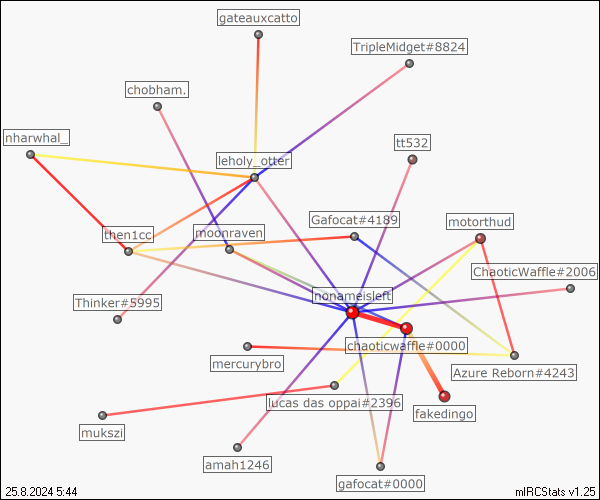 gateauxcatto
TripleMidget#8824
chobham.
nharwhal_
tt532
leholy_otter
Gafocat#4189
motorthud
then1cc
moonraven
ChaoticWaffle#2006
Thinker#5995
nonameisleft
chaoticwaffle#0000
mercurybro
Azure Reborn#4243
lucas das oppai#2396
fakedingo
mukszi
amah1246
gafocat#0000
25.8.2024 5:44
mIRCStats v1.25